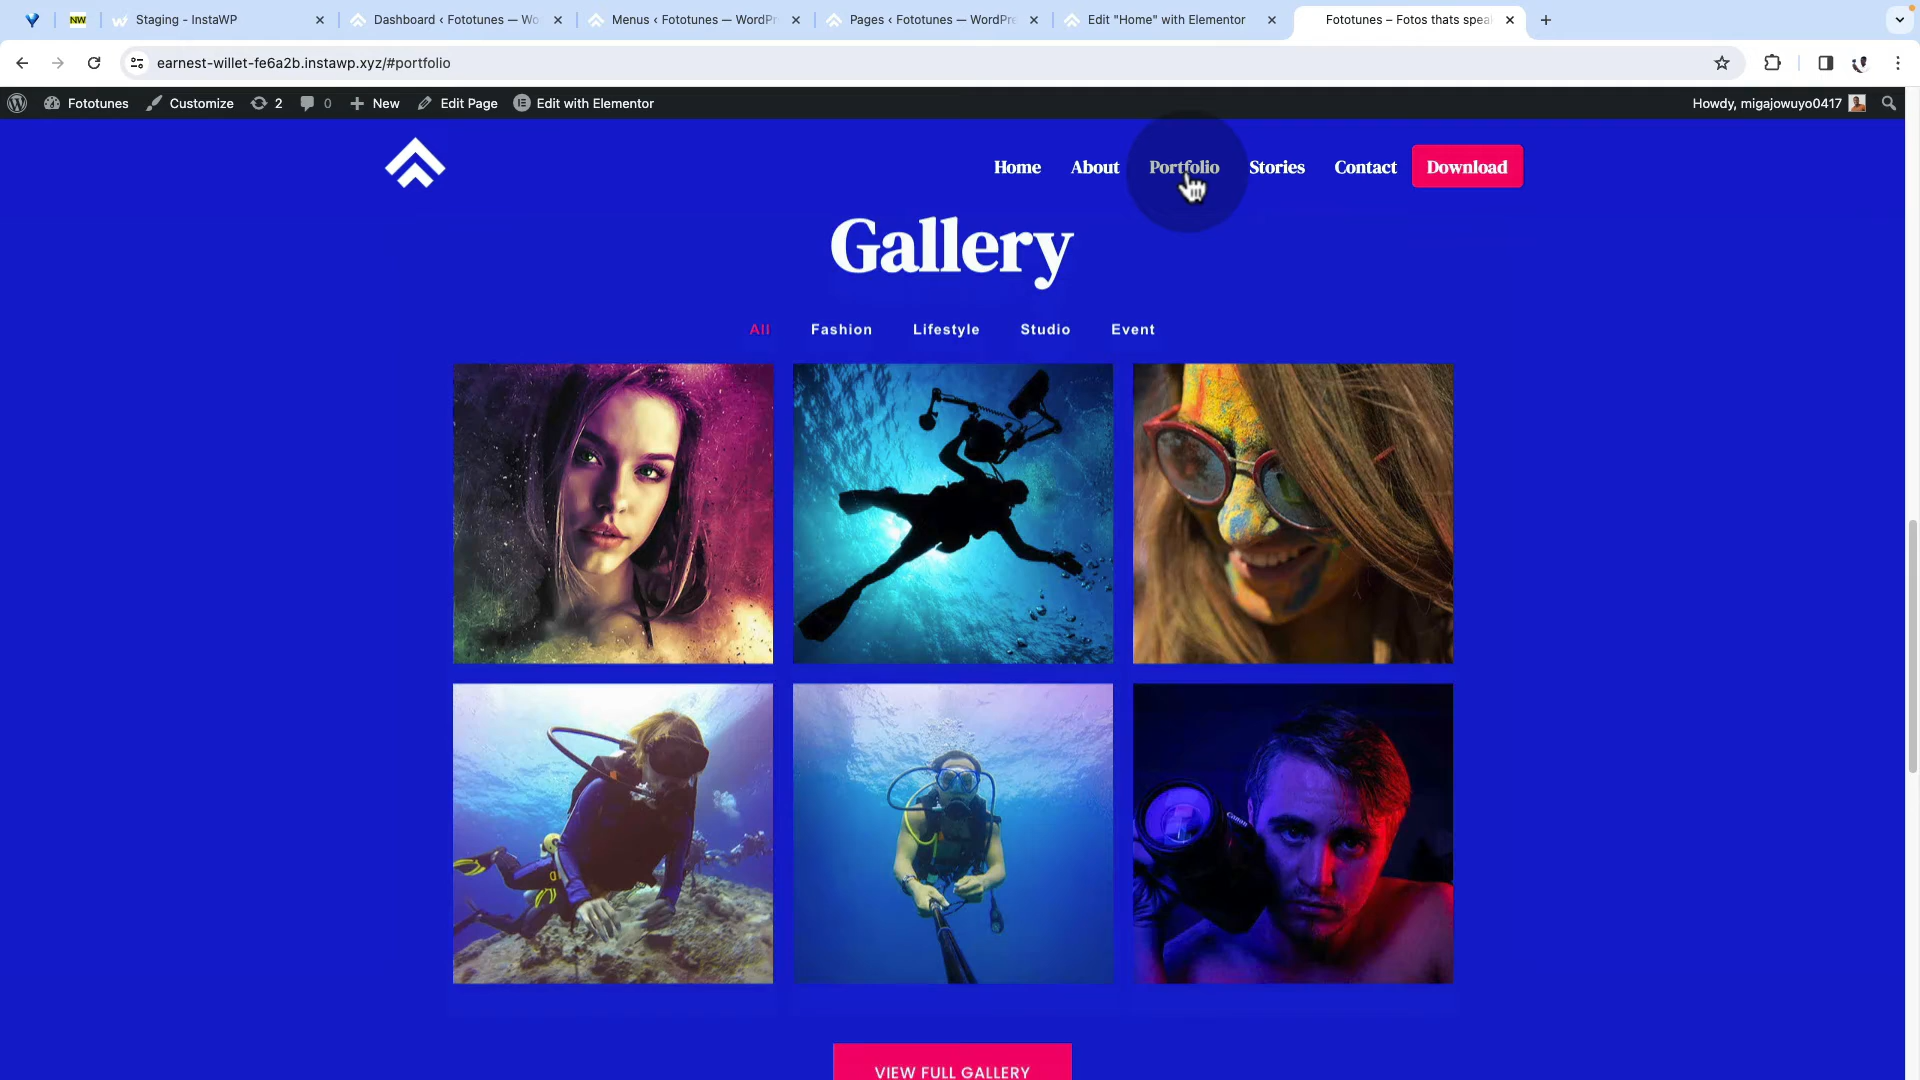 Staging - InstaWP
Dashboard ‹ Fototunes — Wo
Menus ‹ Fototunes — WordPr
Pages ‹ Fototunes — WordPre
Edit "Home" with Elementor
Fototunes – Fotos thats spea
NW
earnest-willet-fe6a2b.instawp.xyz/#portfolio
Fototunes
Customize
2
0
New
Edit Page
Edit with Elementor
Howdy, migajowuyo0417
Home
About
Portfolio
Stories
Contact
Download
Gallery
All
Fashion
Lifestyle
Studio
Event
Canon
VIEW FULL GALLERY